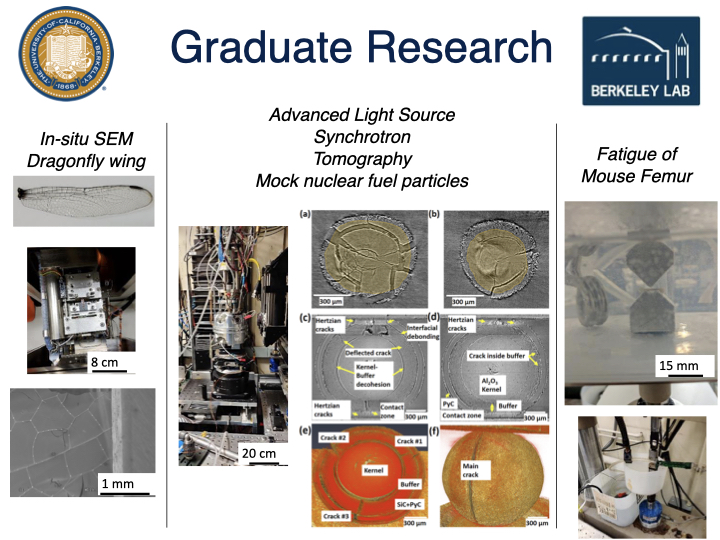 THE·UNIVERSITY·OF·CALIFORNIA·BERKELEY
·1868·
Graduate Research
BERKELEY LAB
In-situ SEM
Dragonfly wing
8 cm
1 mm
Advanced Light Source
Synchrotron
Tomography
Mock nuclear fuel particles
20 cm
(a)
300 µm
(b)
300 µm
(c)
Hertzian
cracks
Interfacial
debonding
Deflected crack
Kernel-
Buffer
decohesion
Hertzian
cracks
Contact
zone
300 µm
(d)
Hertzian
cracks
Crack inside buffer
Al₂O₃
Kernel
PyC
Buffer
Contact zone
300 µm
(e)
Crack #2
Crack #1
Kernel
Buffer
SiC+PyC
Crack #3
300 µm
(f)
Main
crack
300 µm
Fatigue of
Mouse Femur
15 mm